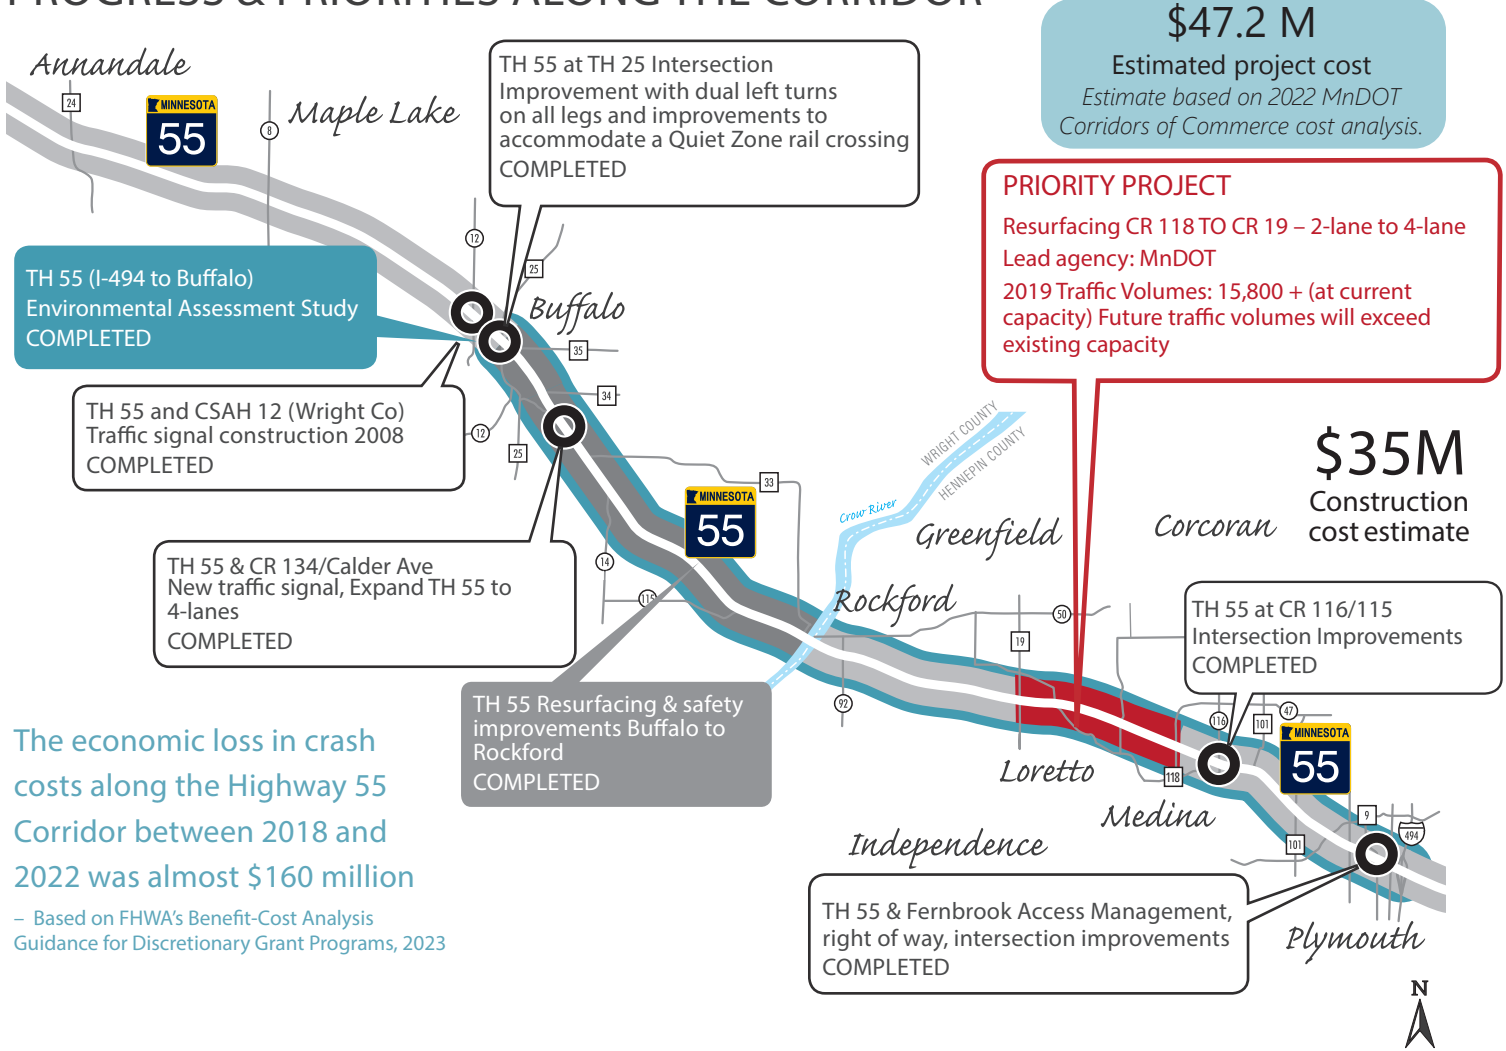 PROGRESS & PRIORITIES ALONG THE CORRIDOR
$47.2 M
Estimated project cost
Estimate based on 2022 MnDOT
Corridors of Commerce cost analysis.
Annandale
24
MINNESOTA
55
8
Maple Lake
TH 55 at TH 25 Intersection
Improvement with dual left turns
on all legs and improvements to
accommodate a Quiet Zone rail crossing
COMPLETED
PRIORITY PROJECT
Resurfacing CR 118 TO CR 19 – 2-lane to 4-lane
Lead agency: MnDOT
2019 Traffic Volumes: 15,800 + (at current
capacity) Future traffic volumes will exceed
existing capacity
12
25
TH 55 (I-494 to Buffalo)
Environmental Assessment Study
COMPLETED
Buffalo
35
34
TH 55 and CSAH 12 (Wright Co)
Traffic signal construction 2008
COMPLETED
12
25
WRIGHT COUNTY
HENNEPIN COUNTY
$35M
Construction
cost estimate
33
MINNESOTA
55
Crow River
Greenfield
Corcoran
TH 55 & CR 134/Calder Ave
New traffic signal, Expand TH 55 to
4-lanes
COMPLETED
14
115
Rockford
50
19
TH 55 at CR 116/115
Intersection Improvements
COMPLETED
TH 55 Resurfacing & safety
improvements Buffalo to
Rockford
COMPLETED
92
116
101
47
MINNESOTA
55
The economic loss in crash
costs along the Highway 55
Corridor between 2018 and
2022 was almost $160 million
– Based on FHWA's Benefit-Cost Analysis
Guidance for Discretionary Grant Programs, 2023
Loretto
118
Medina
9
494
101
Independence
TH 55 & Fernbrook Access Management,
right of way, intersection improvements
COMPLETED
Plymouth
N